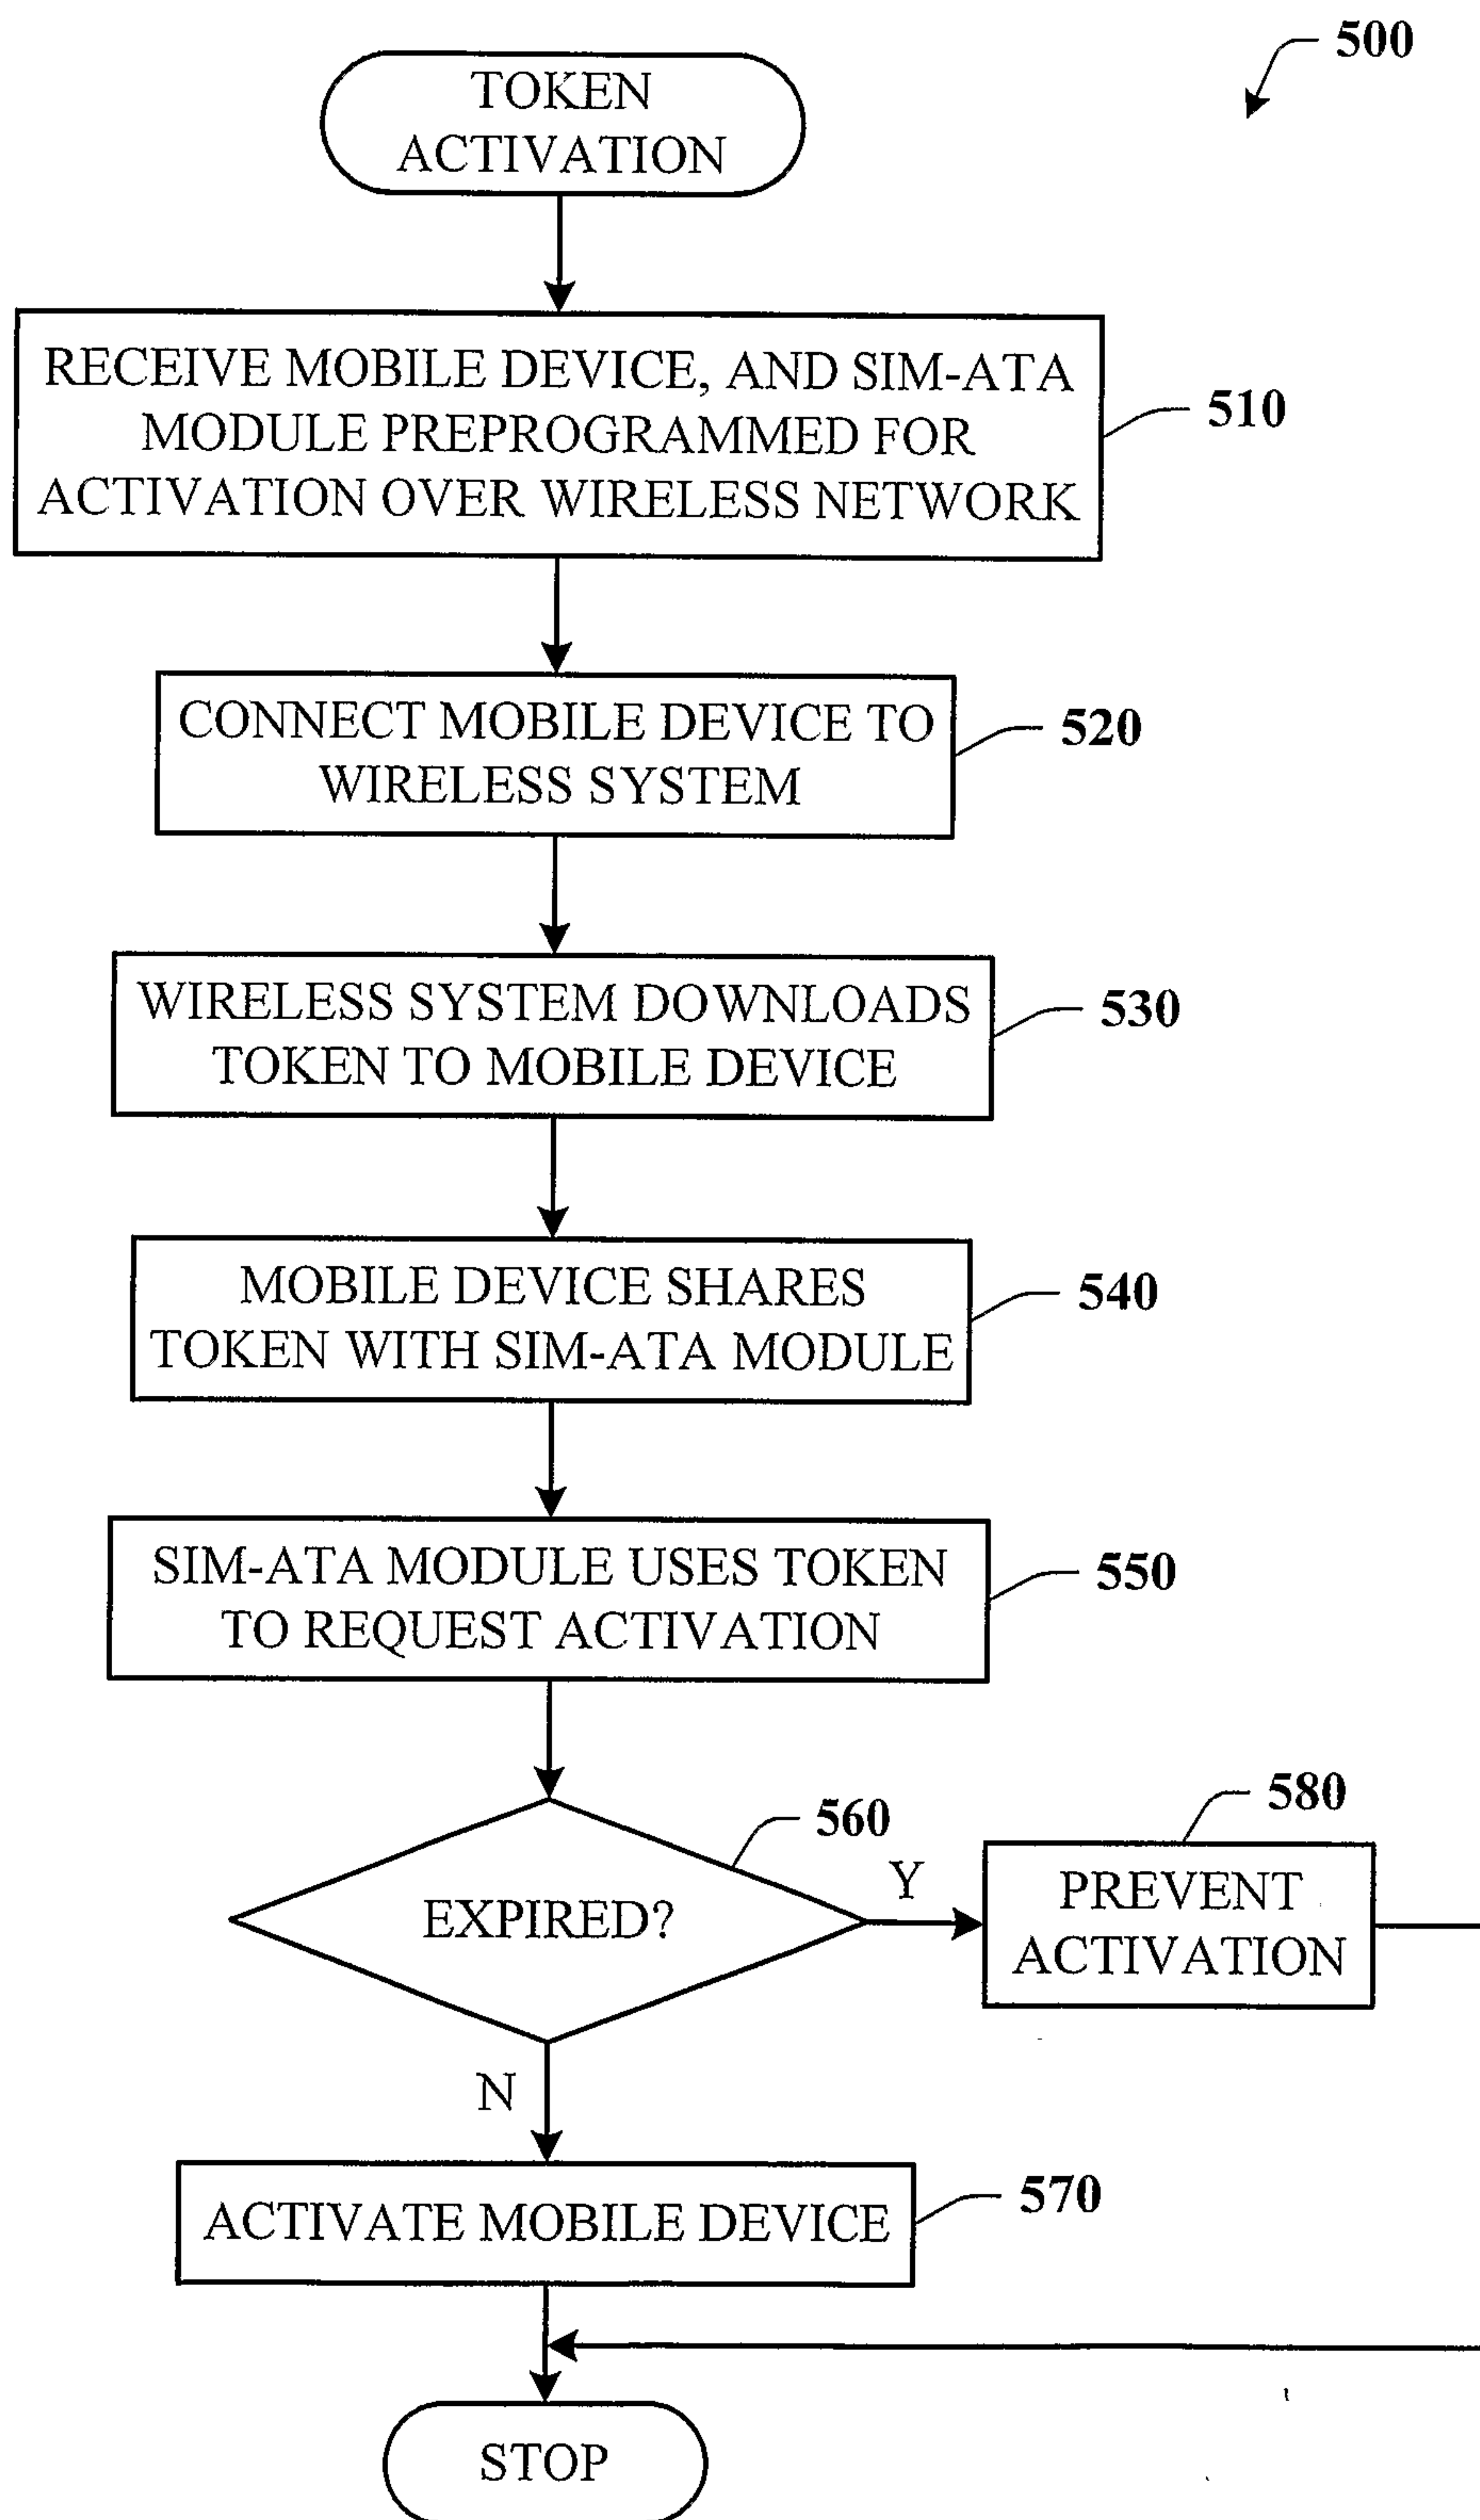 500
TOKEN
ACTIVATION
RECEIVE MOBILE DEVICE, AND SIM-ATA
MODULE PREPROGRAMMED FOR
ACTIVATION OVER WIRELESS NETWORK
510
CONNECT MOBILE DEVICE TO
WIRELESS SYSTEM
520
WIRELESS SYSTEM DOWNLOADS
TOKEN TO MOBILE DEVICE
530
MOBILE DEVICE SHARES
TOKEN WITH SIM-ATA MODULE
540
SIM-ATA MODULE USES TOKEN
TO REQUEST ACTIVATION
550
EXPIRED?
560
Y
580
PREVENT
ACTIVATION
N
ACTIVATE MOBILE DEVICE
570
STOP